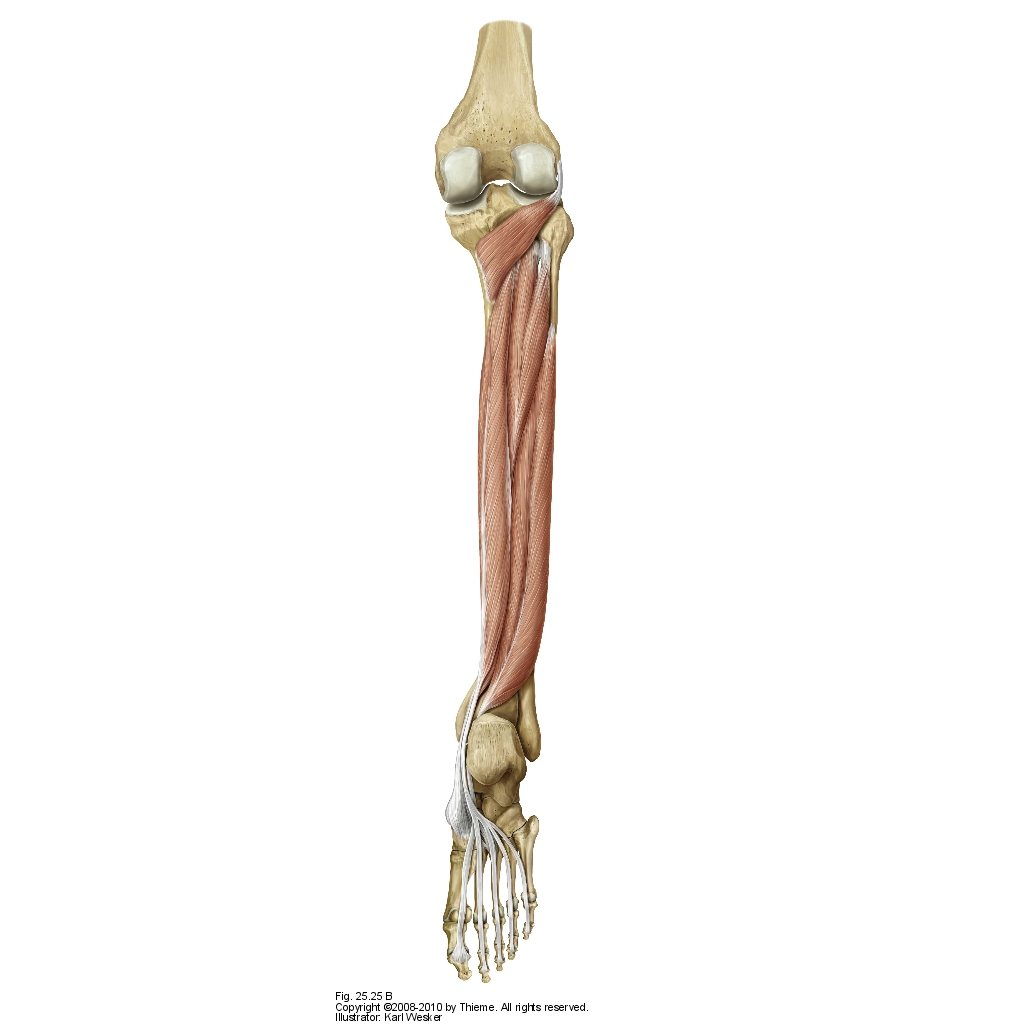 Fig. 25.25 B
Copyright ©2008-2010 by Thieme. All rights reserved.
Illustrator: Karl Wesker